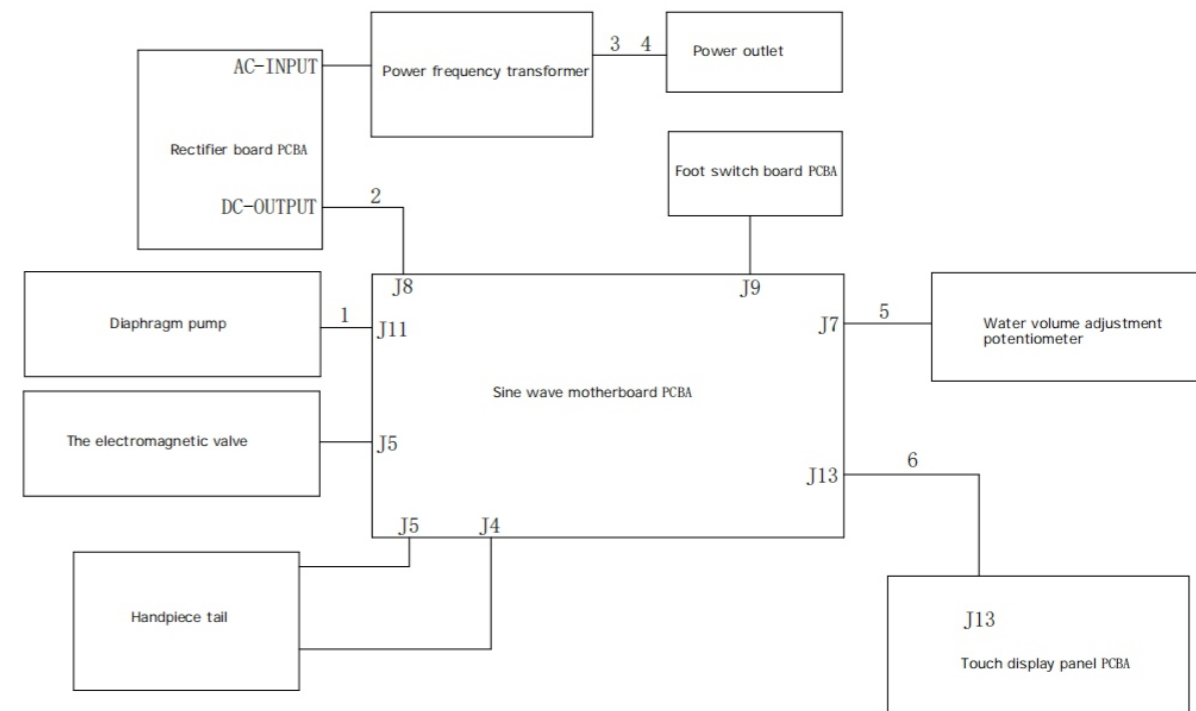 3 4
Power outlet
AC-INPUT
Power frequency transformer
Rectifier board PCBA
Foot switch board PCBA
DC-OUTPUT
2
J8
J9
Diaphragm pump
1
J11
J7
5
Water volume adjustment
potentiometer
Sine wave motherboard PCBA
The electromagnetic valve
J5
J13
6
J5
J4
Handpiece tail
J13
Touch display panel PCBA